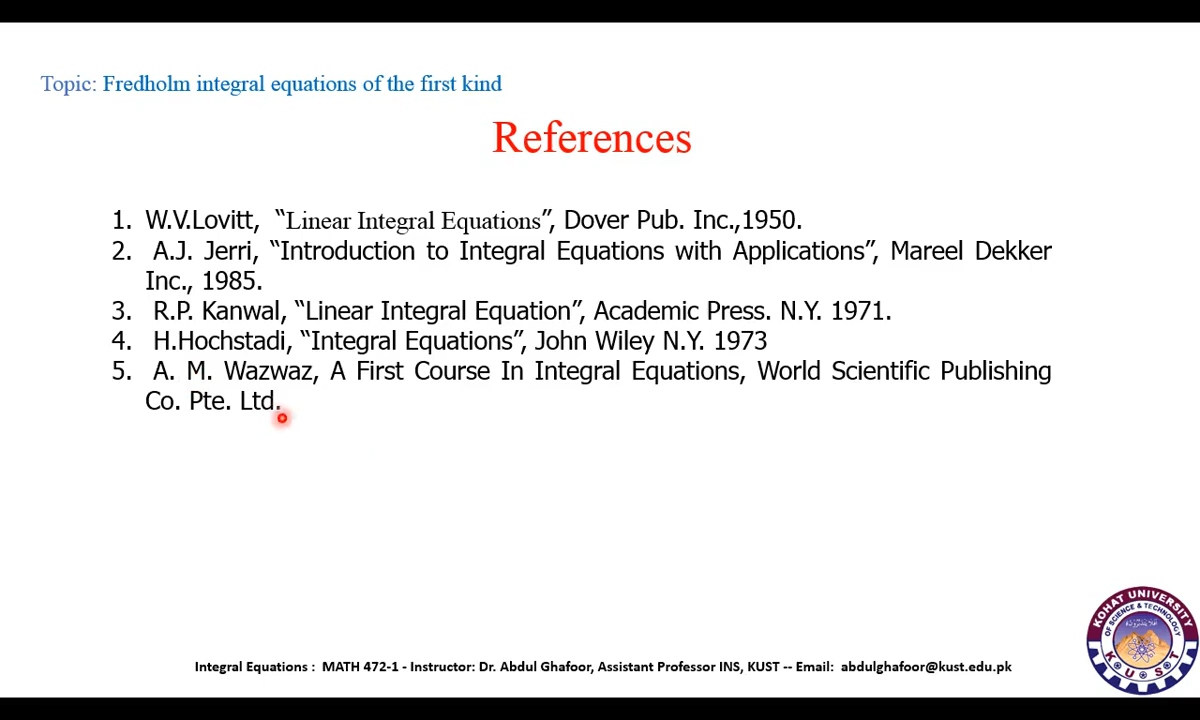 Topic: Fredholm integral equations of the first kind
References
1. W.V.Lovitt, “Linear Integral Equations”, Dover Pub. Inc.,1950.
2. A.J. Jerri, “Introduction to Integral Equations with Applications”, Mareel Dekker
Inc., 1985.
3. R.P. Kanwal, “Linear Integral Equation”, Academic Press. N.Y. 1971.
4. H.Hochstadi, “Integral Equations”, John Wiley N.Y. 1973
5. A. M. Wazwaz, A First Course In Integral Equations, World Scientific Publishing
Co. Pte. Ltd.
KOHAT UNIVERSITY
OF SCIENCE & TECHNOLOGY
K U S T
Integral Equations : MATH 472-1 - Instructor: Dr. Abdul Ghafoor, Assistant Professor INS, KUST -- Email: abdulghafoor@kust.edu.pk